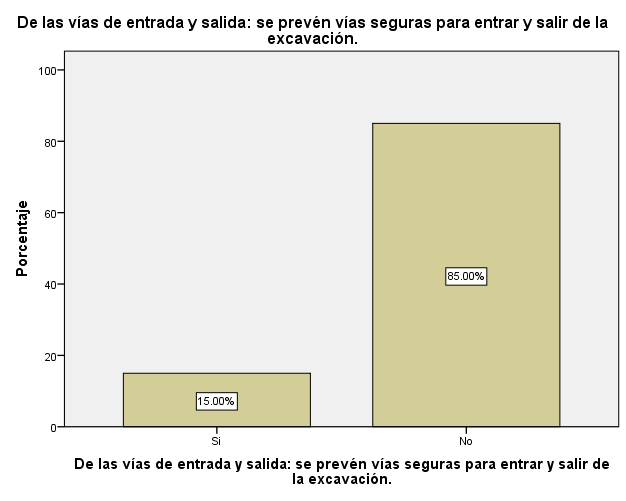 De las vías de entrada y salida: se prevén vías seguras para entrar y salir de la
excavación.
Porcentaje
100
80
60
40
20
0
15.00%
85.00%
Si
No
De las vías de entrada y salida: se prevén vías seguras para entrar y salir de
la excavación.